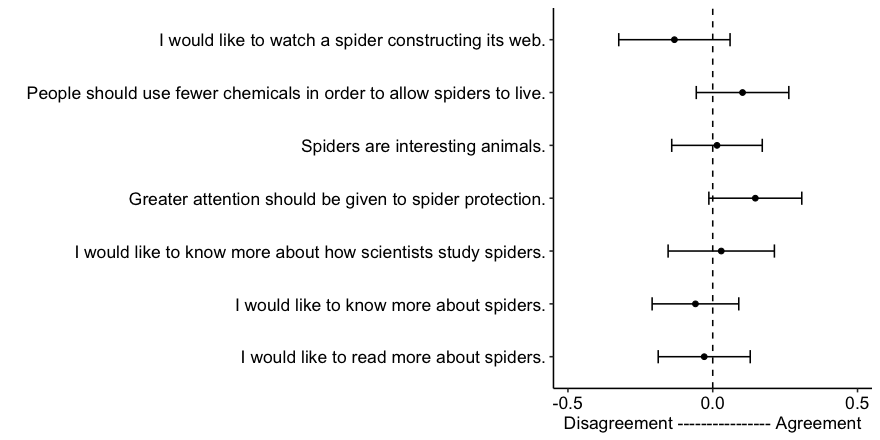 I would like to watch a spider constructing its web.
People should use fewer chemicals in order to allow spiders to live.
Spiders are interesting animals.
Greater attention should be given to spider protection.
I would like to know more about how scientists study spiders.
I would like to know more about spiders.
I would like to read more about spiders.
-0.5 0.0 0.5
Disagreement ---------------- Agreement